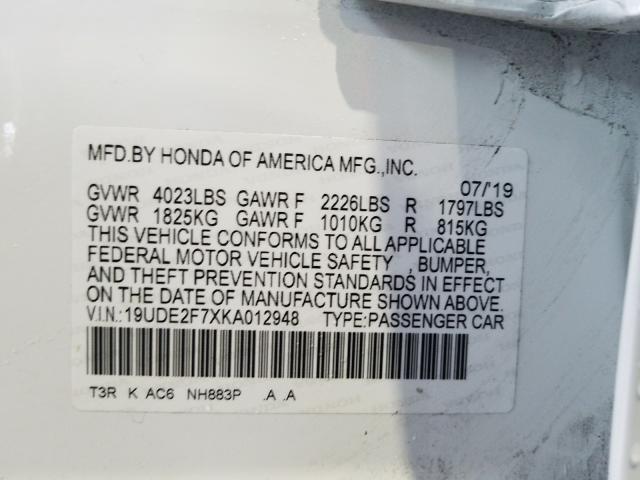 MFD.BY HONDA OF AMERICA MFG.,INC.
07/'19
GVWR 4023LBS GAWR F 2226LBS R 1797LBS
GVWR 1825KG GAWR F 1010KG R 815KG
THIS VEHICLE CONFORMS TO ALL APPLICABLE
FEDERAL MOTOR VEHICLE SAFETY , BUMPER,
AND THEFT PREVENTION STANDARDS IN EFFECT
ON THE DATE OF MANUFACTURE SHOWN ABOVE.
V.I.N.:19UDE2F7XKA012948 TYPE:PASSENGER CAR
T3R K AC6 NH883P .A .A